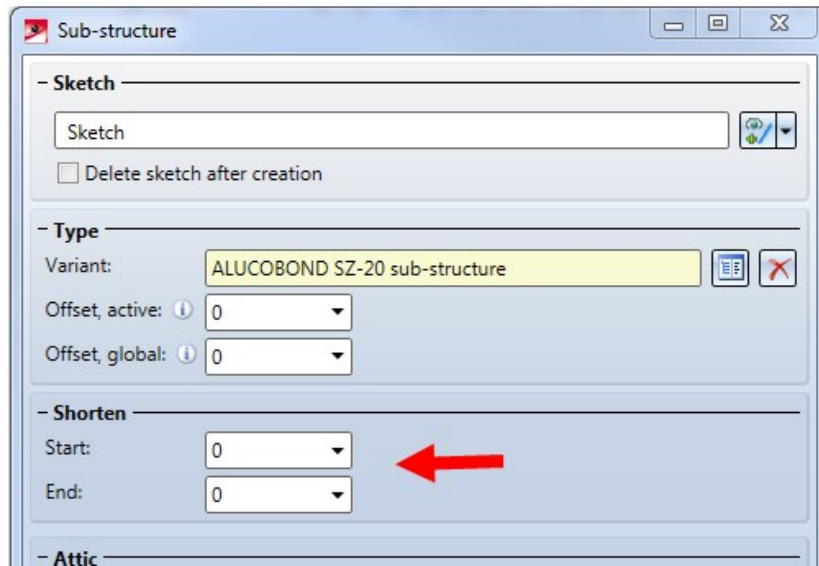 Sub-structure
Sketch
Sketch
Delete sketch after creation
Type
Variant: ALUCOBOND SZ-20 sub-structure
Offset, active: 0
Offset, global: 0
Shorten
Start: 0
End: 0
Attic